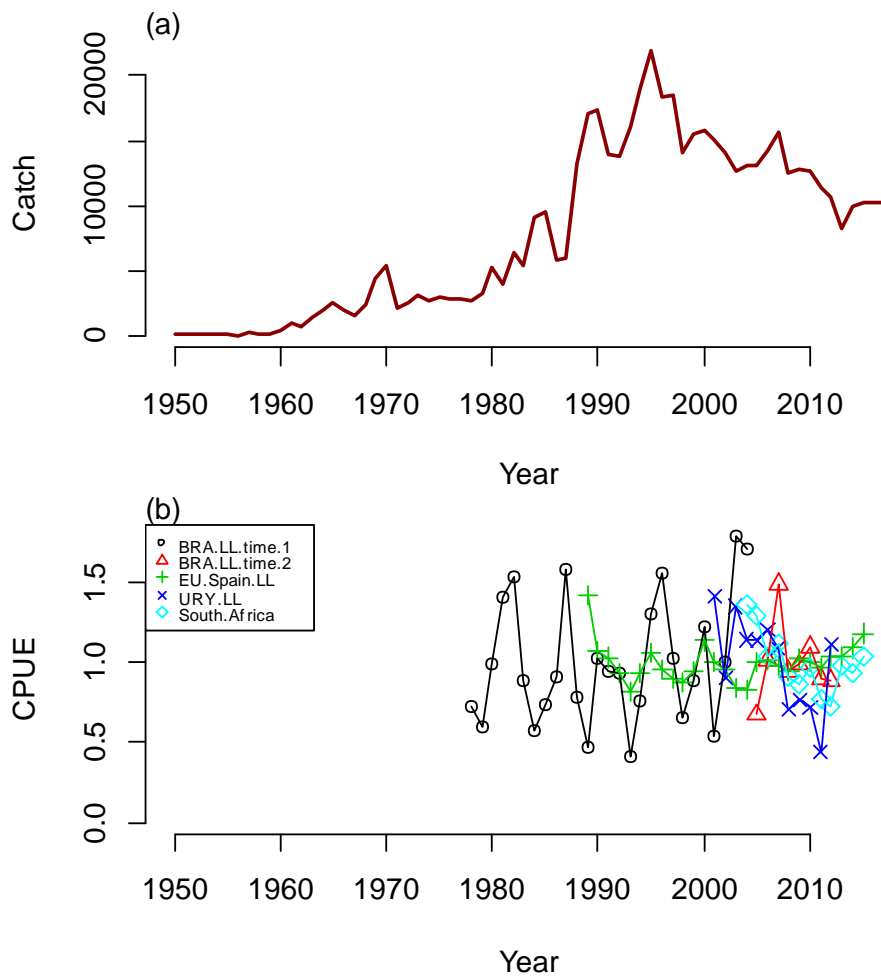 (a)
20000
10000
0
Catch
1950 1960 1970 1980 1990 2000 2010
Year
(b)
BRA.LL.time.1
BRA.LL.time.2
EU.Spain.LL
URY.LL
South.Africa
1.5
1.0
0.5
0.0
CPUE
1950 1960 1970 1980 1990 2000 2010
Year